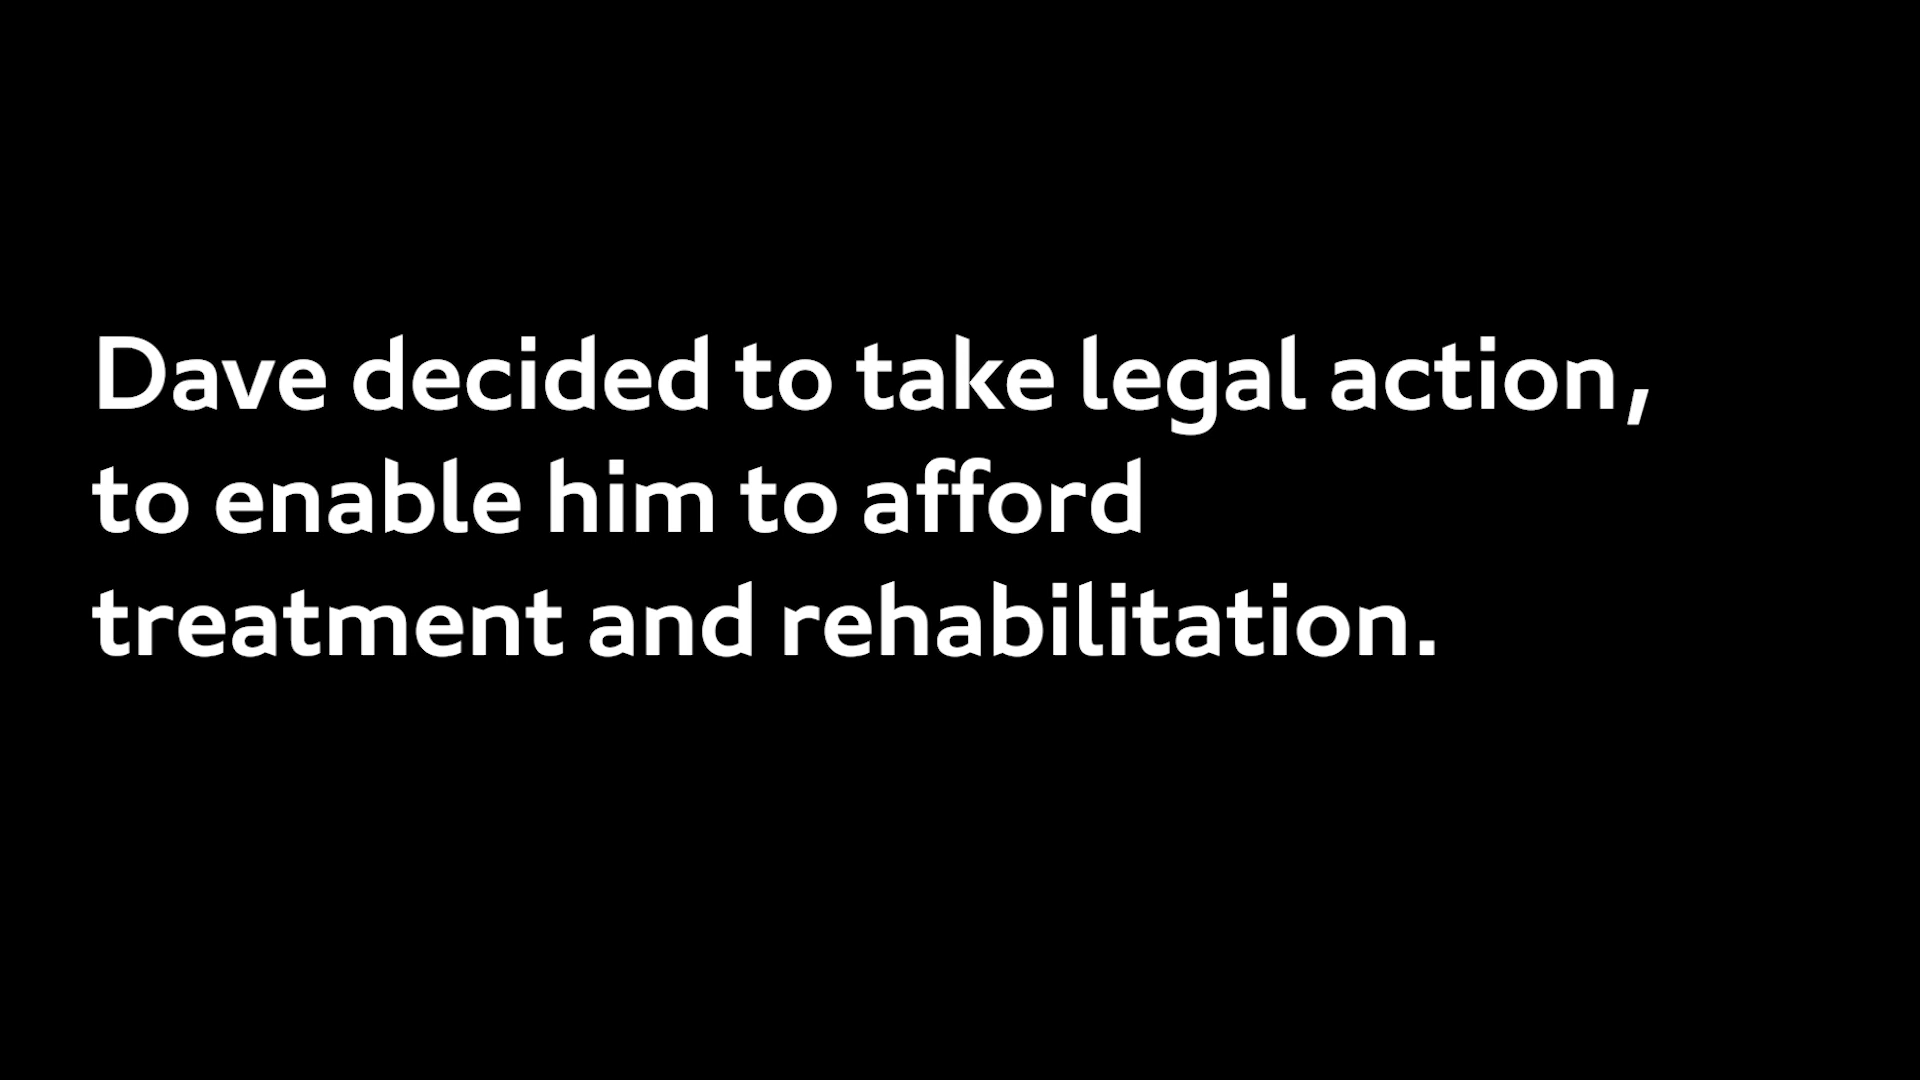 Dave decided to take legal action,
to enable him to afford
treatment and rehabilitation.